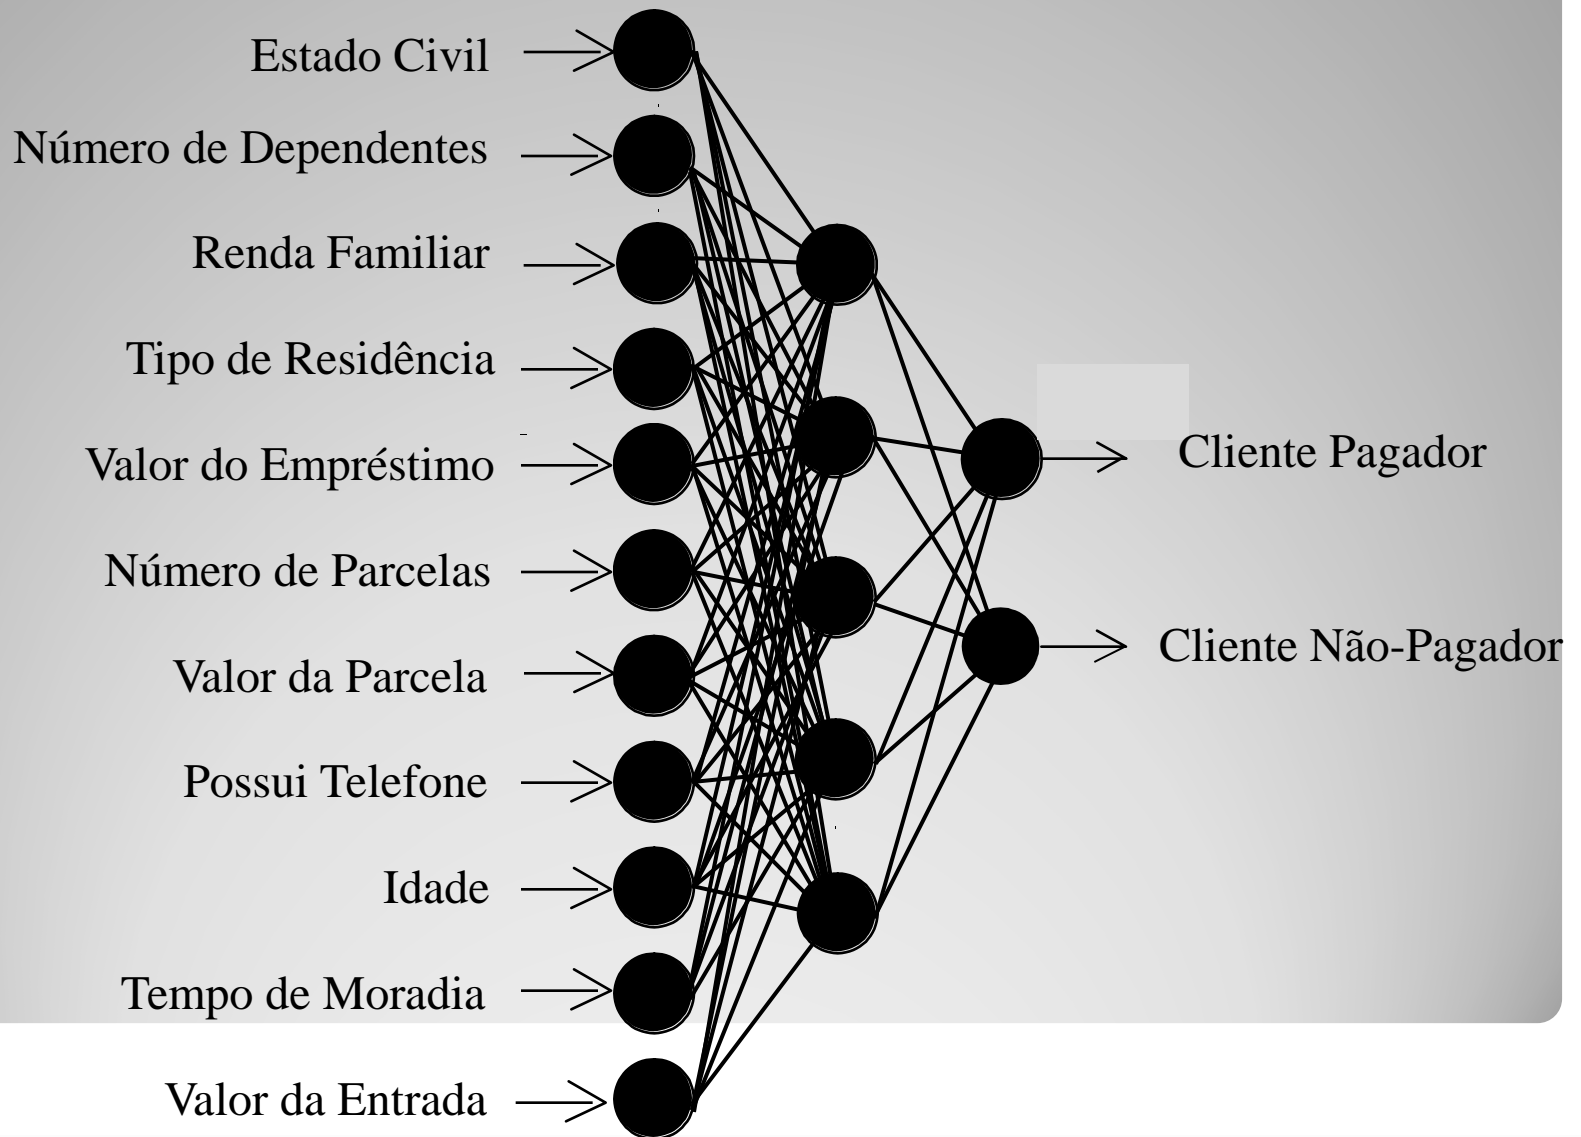 Estado Civil
Número de Dependentes
Renda Familiar
Tipo de Residência
Valor do Empréstimo
Número de Parcelas
Valor da Parcela
Possui Telefone
Idade
Tempo de Moradia
Valor da Entrada
Cliente Pagador
Cliente Não-Pagador